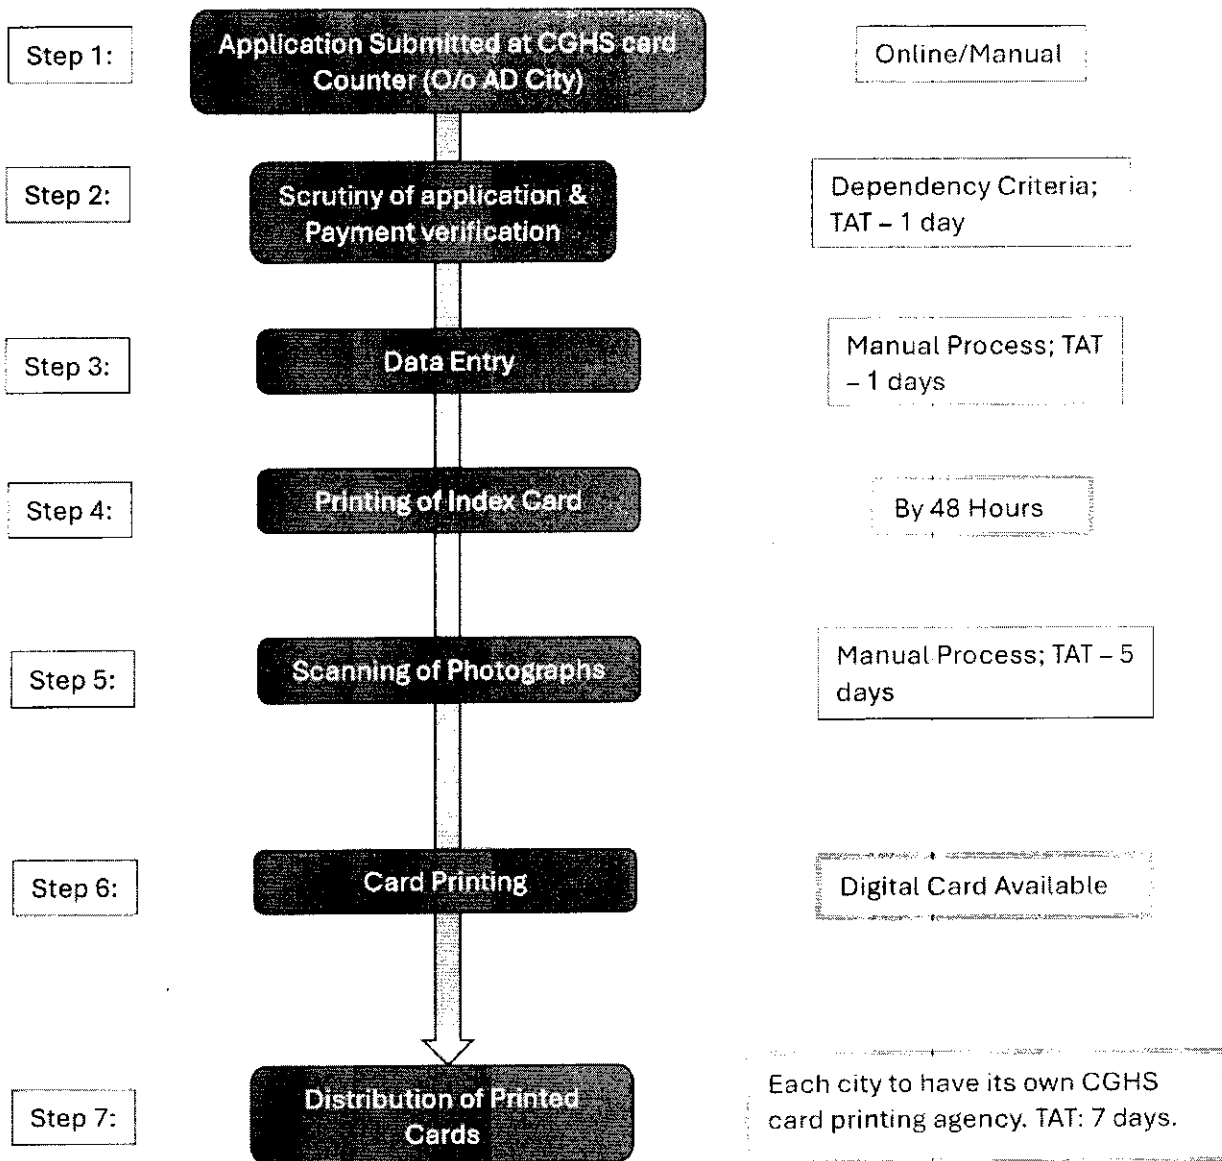 Step 1:
Application Submitted at CGHS card
Counter (O/o AD City)
Online/Manual
Step 2:
Scrutiny of application &
Payment verification
Dependency Criteria;
TAT – 1 day
Step 3:
Data Entry
Manual Process; TAT
– 1 days
Step 4:
Printing of Index Card
By 48 Hours
Step 5:
Scanning of Photographs
Manual Process; TAT – 5
days
Step 6:
Card Printing
Digital Card Available
Step 7:
Distribution of Printed
Cards
Each city to have its own CGHS
card printing agency. TAT: 7 days.